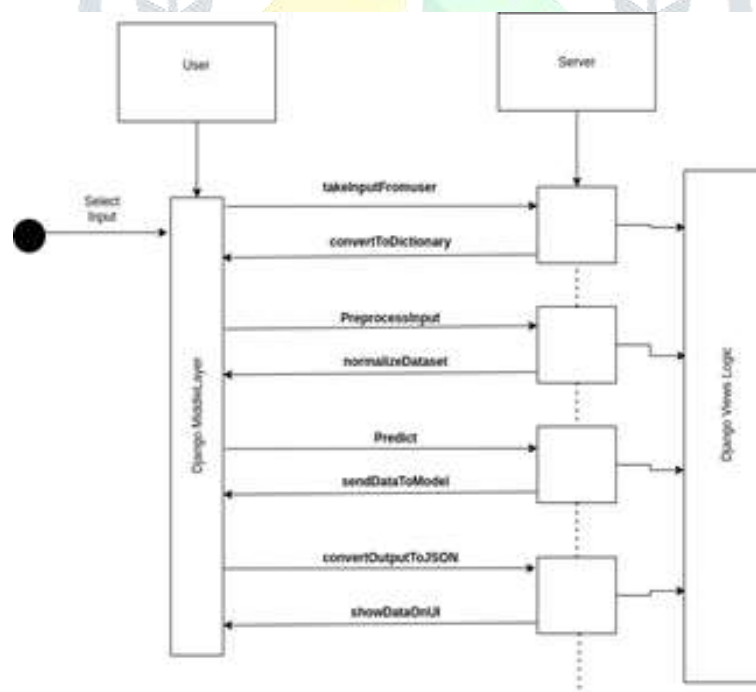 User
Server
Select
Input
takeInputFromuser
convertToDictionary
PreprocessInput
normalizeDataset
Predict
sendDataToModel
convertOutputToJSON
showDataOnUI
Django MiddleLayer
Django Views Logic